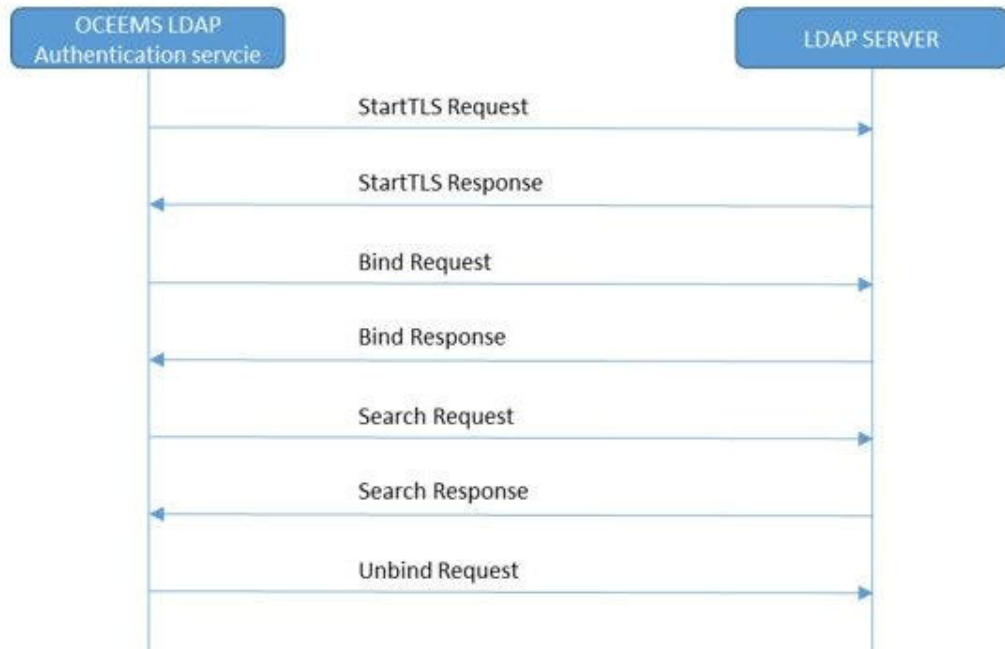 OCEEMS LDAP
Authentication servcie
LDAP SERVER
StartTLS Request
StartTLS Response
Bind Request
Bind Response
Search Request
Search Response
Unbind Request